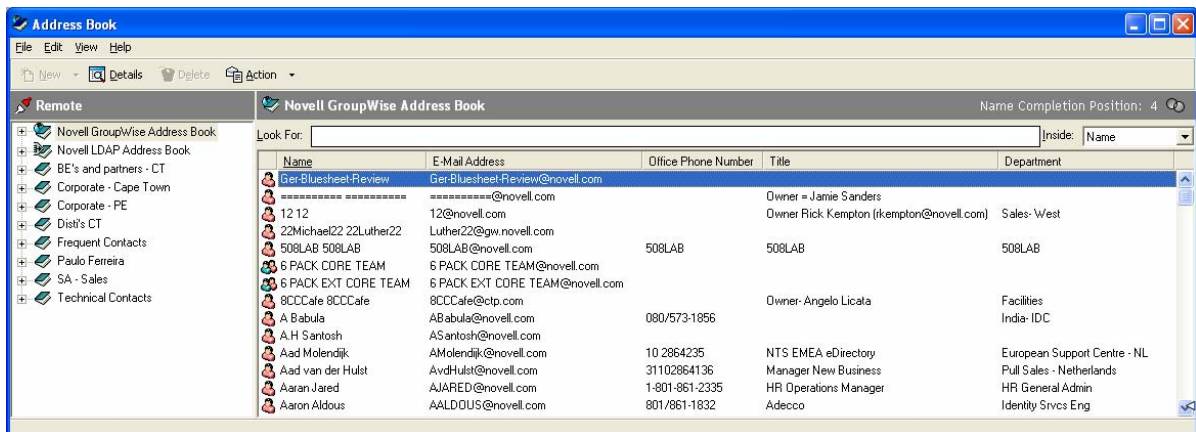 Address Book
File Edit View Help
New Details Delete Action
Remote
Novell GroupWise Address Book
Novell LDAP Address Book
BE's and partners - CT
Corporate - Cape Town
Corporate - PE
Disti's CT
Frequent Contacts
Paulo Ferreira
SA - Sales
Technical Contacts
Novell GroupWise Address Book Name Completion Position: 4
Look For: Inside: Name
Name E-Mail Address Office Phone Number Title Department
Ger-Bluesheet-Review Ger-Bluesheet-Review@novell.com
========== ========== ==========@novell.com Owner = Jamie Sanders
12 12 12@novell.com Owner Rick Kempton (rkempton@novell.com) Sales- West
22Michael22 22Luther22 Luther22@gw.novell.com
508LAB 508LAB 508LAB@novell.com 508LAB 508LAB 508LAB
6 PACK CORE TEAM 6 PACK CORE TEAM@novell.com
6 PACK EXT CORE TEAM 6 PACK EXT CORE TEAM@novell.com
8CCCafe 8CCCafe 8CCCafe@ctp.com Owner- Angelo Licata Facilities
A Babula ABabula@novell.com 080/573-1856 India- IDC
A.H Santosh ASantosh@novell.com
Aad Molendijk AMolendijk@novell.com 10 2864235 NTS EMEA eDirectory European Support Centre - NL
Aad van der Hulst AvdHulst@novell.com 31102864136 Manager New Business Pull Sales - Netherlands
Aaran Jared AJARED@novell.com 1-801-861-2335 HR Operations Manager HR General Admin
Aaron Aldous AALDOUS@novell.com 801/861-1832 Adecco Identity Srvcs Eng